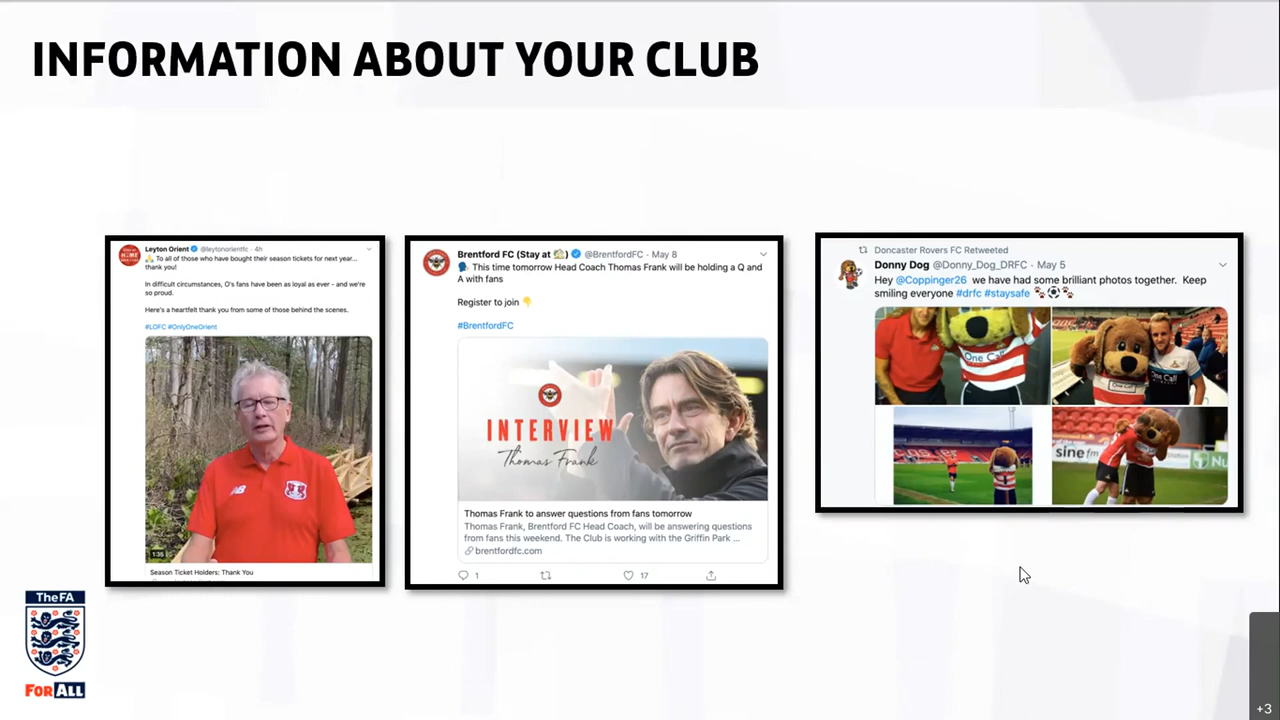 INFORMATION ABOUT YOUR CLUB
Leyton Orient @leytonorientfc · 4h
🙏 To all of those who have bought their season tickets for next year...
thank you!
In difficult circumstances, O's fans have been as loyal as ever - and we're
so proud.
Here's a heartfelt thank you from some of those behind the scenes.
#LOFC #OnlyOneOrient
NB
1:35
Season Ticket Holders: Thank You
Brentford FC (Stay at 🏡) @BrentfordFC · May 8
🗣 This time tomorrow Head Coach Thomas Frank will be holding a Q and
A with fans
Register to join 👇
#BrentfordFC
INTERVIEW
Thomas Frank
Thomas Frank to answer questions from fans tomorrow
Thomas Frank, Brentford FC Head Coach, will be answering questions
from fans this weekend. The Club is working with the Griffin Park ...
brentfordfc.com
1
17
Doncaster Rovers FC Retweeted
Donny Dog @Donny_Dog_DRFC · May 5
Hey @Coppinger26 we have had some brilliant photos together. Keep
smiling everyone #drfc #staysafe 🐾⚽🐾
One Call
One Call
sine fm
The FA
FOR ALL
+3